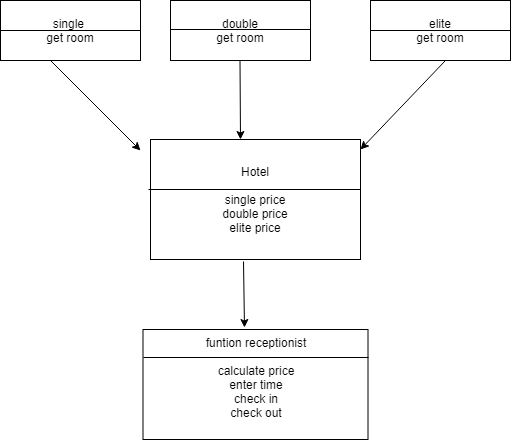 single
get room
double
get room
elite
get room
Hotel
single price
double price
elite price
funtion receptionist
calculate price
enter time
check in
check out